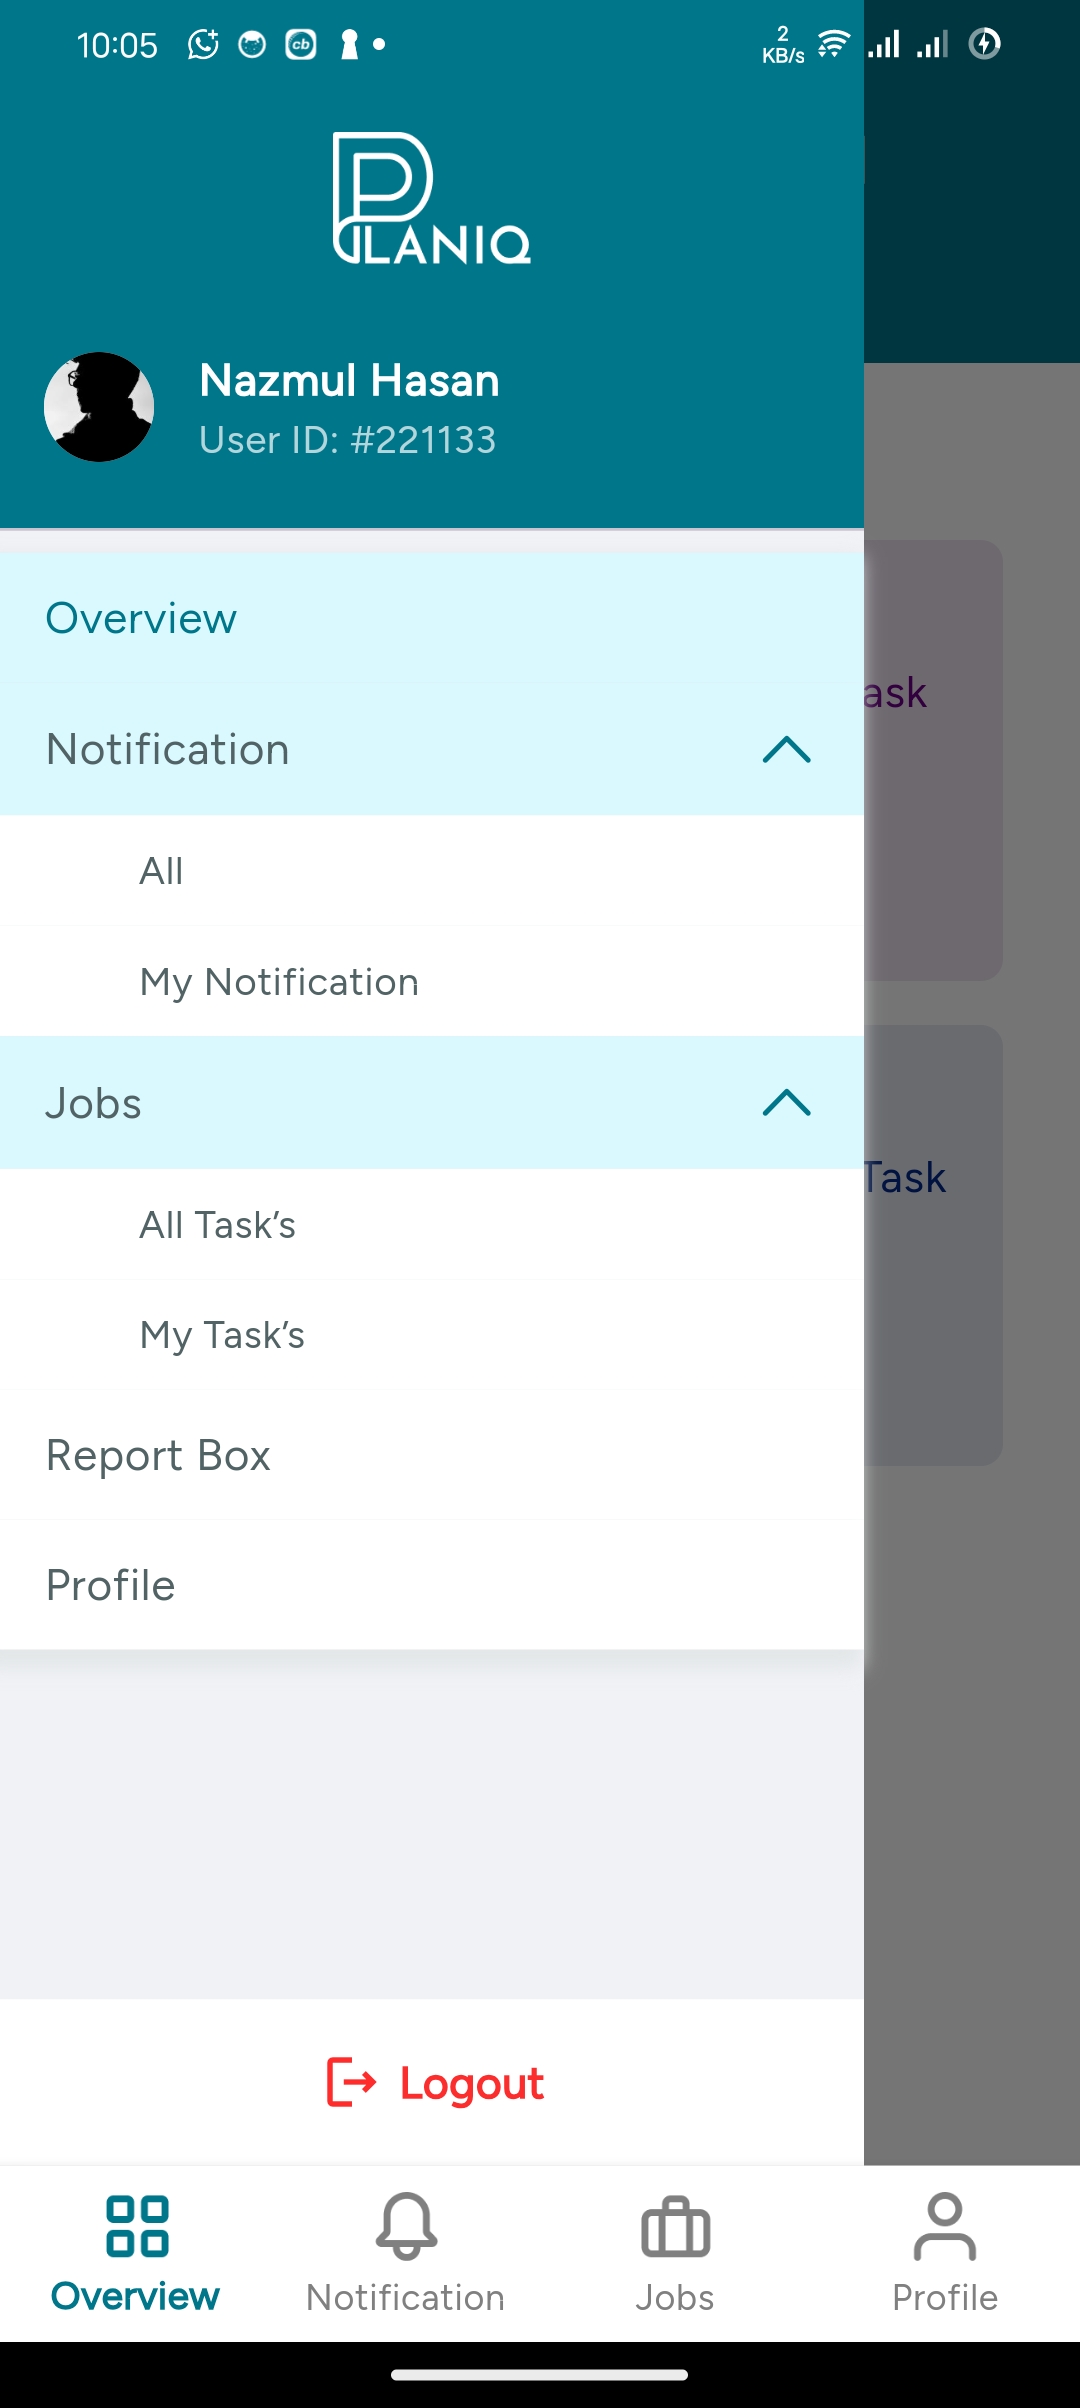 10:05
cb
2
KB/s
PLANIQ
Nazmul Hasan
User ID: #221133
Overview
Notification
ask
All
My Notification
Jobs
Task
All Task’s
My Task’s
Report Box
Profile
Logout
Overview
Notification
Jobs
Profile